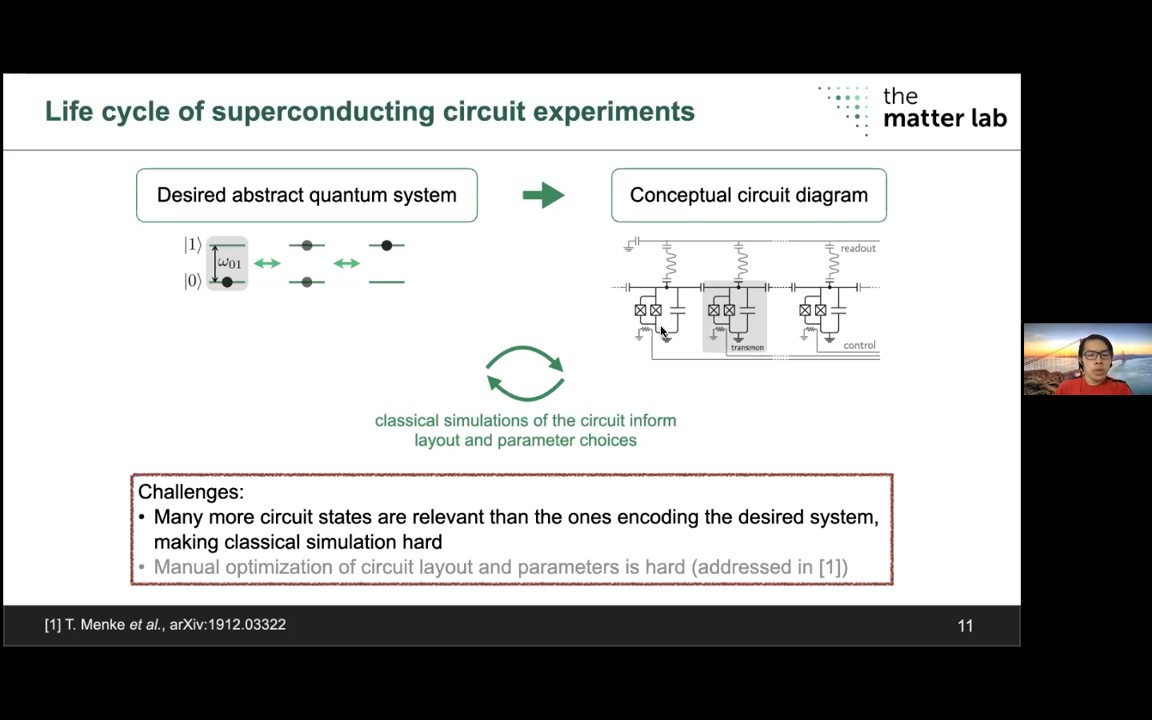 Life cycle of superconducting circuit experiments
the
matter lab
Desired abstract quantum system
Conceptual circuit diagram
|1⟩
ω01
|0⟩
readout
transmon
control
classical simulations of the circuit inform
layout and parameter choices
Challenges:
• Many more circuit states are relevant than the ones encoding the desired system,
making classical simulation hard
• Manual optimization of circuit layout and parameters is hard (addressed in [1])
[1] T. Menke et al., arXiv:1912.03322
11